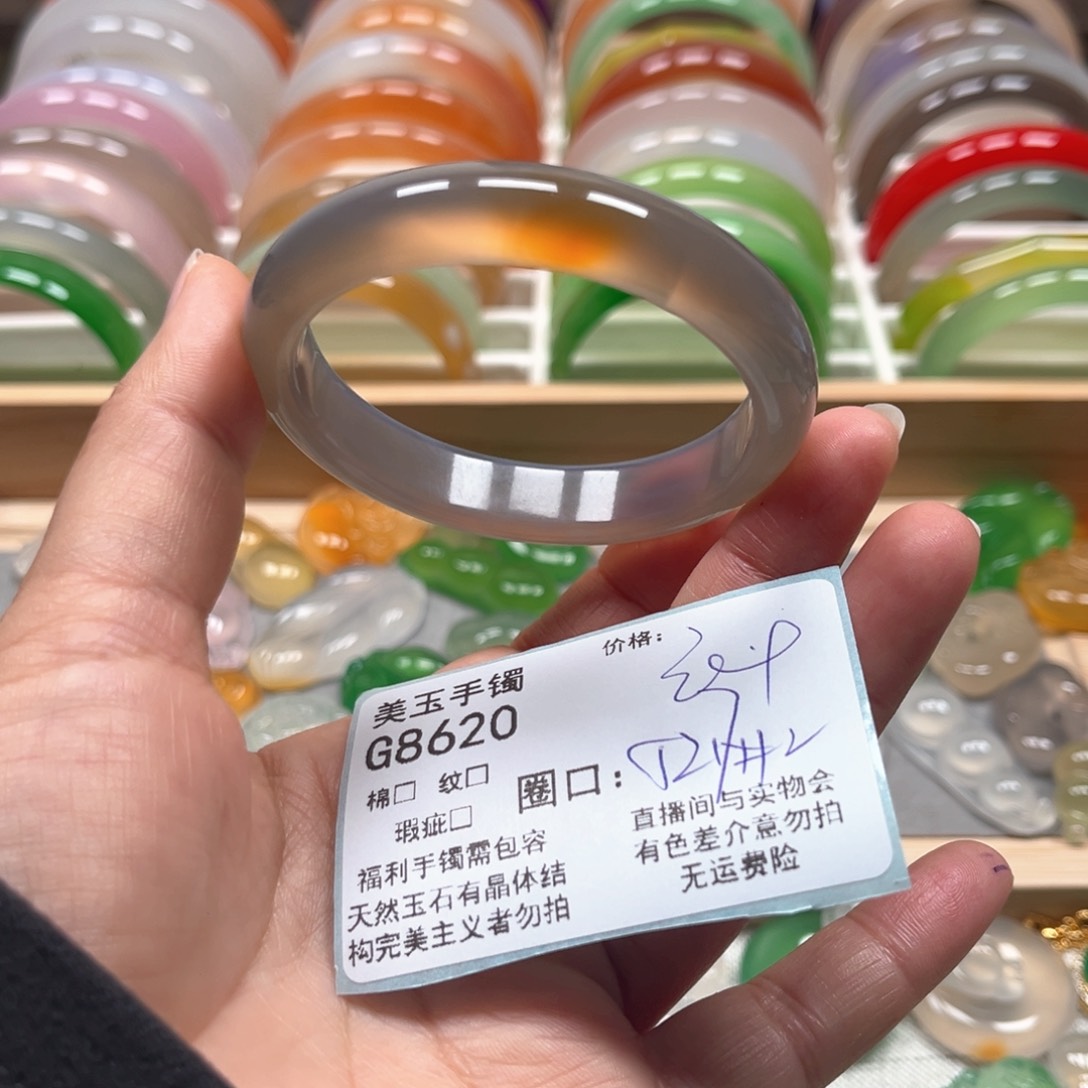 价格:
美玉手镯
G8620
棉□ 纹□
圈口:
瑕疵□
福利手镯需包容
天然玉石有晶体结
构完美主义者勿拍
直播间与实物会
有色差介意勿拍
无运费险